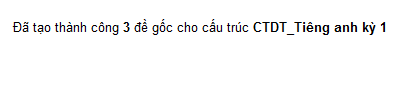 Đã tạo thành công 3 đề gốc cho cấu trúc CTDT_Tiêng anh kỳ 1